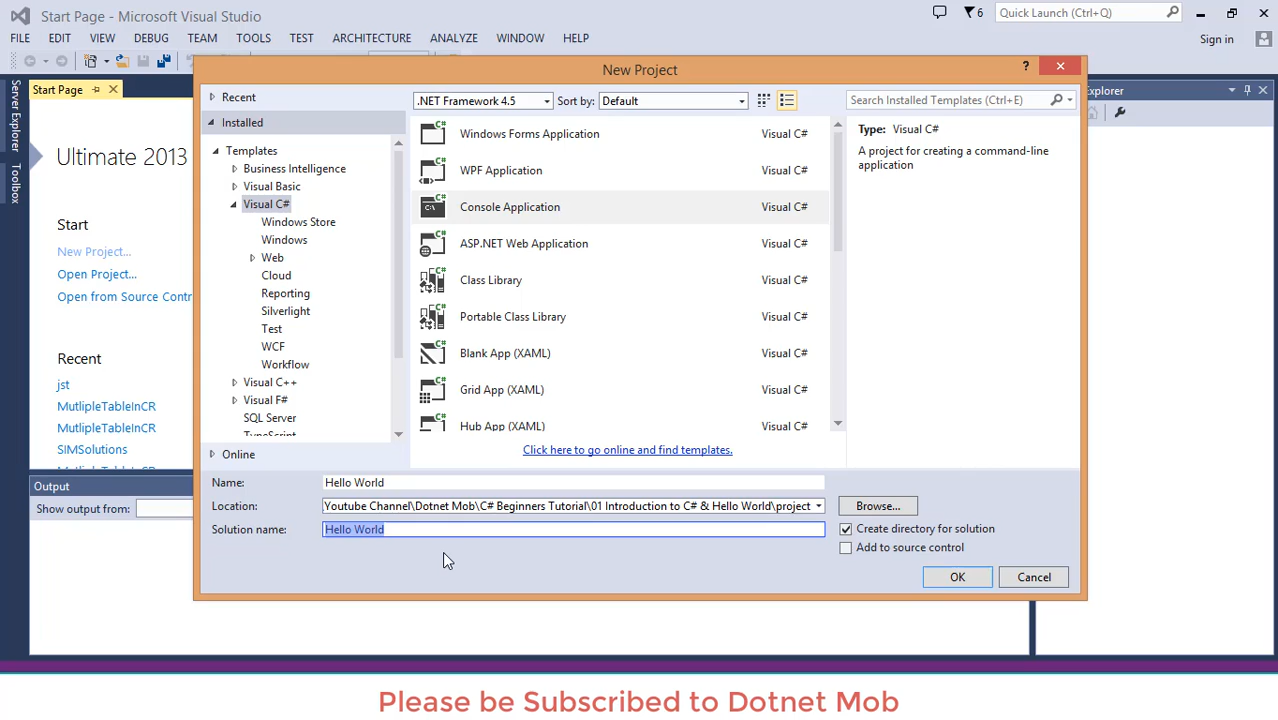 Start Page - Microsoft Visual Studio
6
Quick Launch (Ctrl+Q)
FILE EDIT VIEW DEBUG TEAM TOOLS TEST ARCHITECTURE ANALYZE WINDOW HELP
Sign in
New Project
?
Server Explorer
Toolbox
Start Page
Explorer
Ultimate 2013
Start
New Project...
Open Project...
Open from Source Contr
Recent
jst
MutlipleTableInCR
MutlipleTableInCR
SIMSolutions
Output
Show output from:
Recent
Installed
Templates
Business Intelligence
Visual Basic
Visual C#
Windows Store
Windows
Web
Cloud
Reporting
Silverlight
Test
WCF
Workflow
Visual C++
Visual F#
SQL Server
TypeScript
Online
.NET Framework 4.5
Sort by: Default
Search Installed Templates (Ctrl+E)
Windows Forms Application Visual C#
WPF Application Visual C#
Console Application Visual C#
ASP.NET Web Application Visual C#
Class Library Visual C#
Portable Class Library Visual C#
Blank App (XAML) Visual C#
Grid App (XAML) Visual C#
Hub App (XAML) Visual C#
Click here to go online and find templates.
Type: Visual C#
A project for creating a command-line
application
Name: Hello World
Location: Youtube Channel\Dotnet Mob\C# Beginners Tutorial\01 Introduction to C# & Hello World\project
Browse...
Solution name: Hello World
Create directory for solution
Add to source control
OK
Cancel
Please be Subscribed to Dotnet Mob